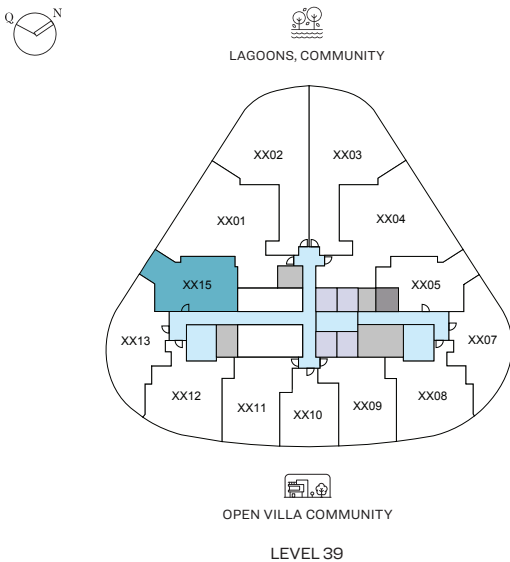 Q N
LAGOONS, COMMUNITY
XX02 XX03
XX01 XX04
XX15 XX05
XX13 XX07
XX12 XX08
XX11 XX10 XX09
OPEN VILLA COMMUNITY
LEVEL 39